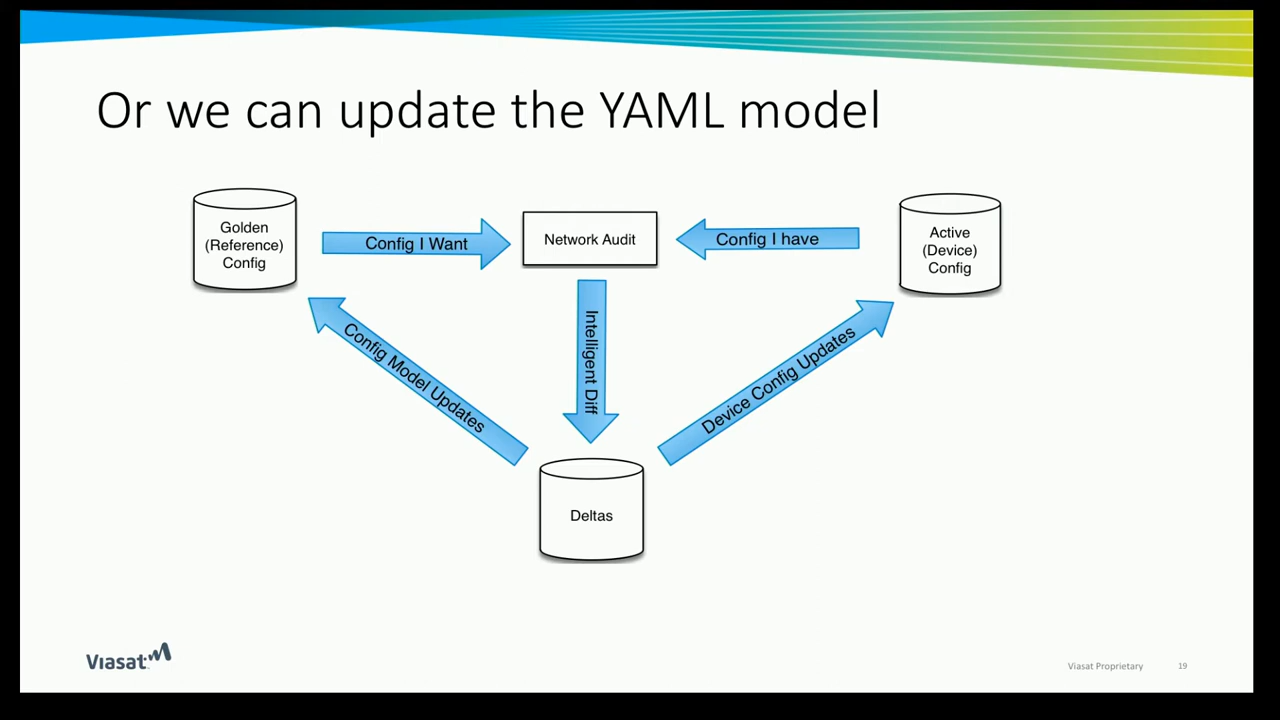 Or we can update the YAML model
Golden
(Reference)
Config
Config I Want
Network Audit
Config I have
Active
(Device)
Config
Config Model Updates
Intelligent Diff
Device Config Updates
Deltas
Viasat
Viasat Proprietary
19